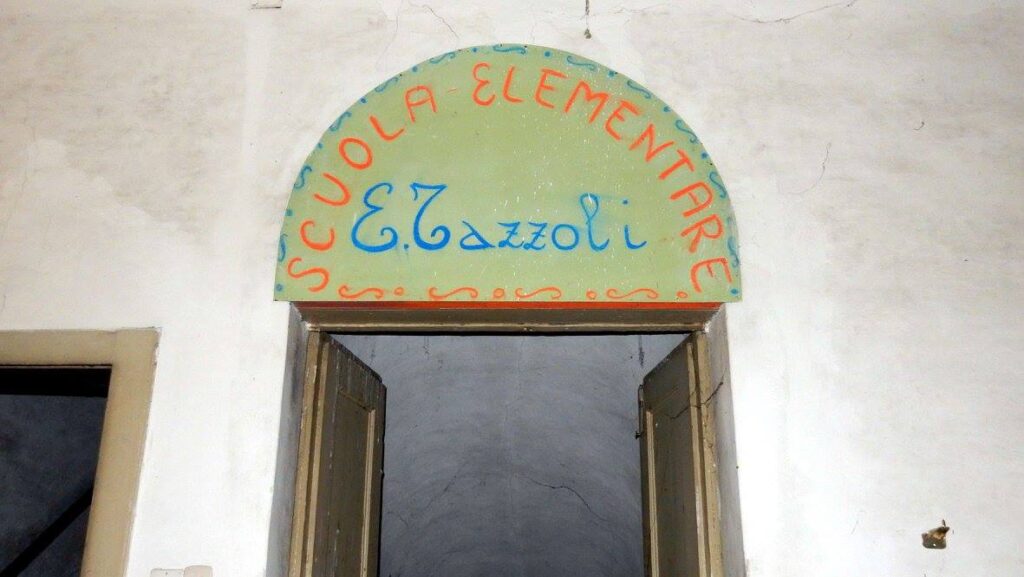 SCUOLA ELEMENTARE
E. Tazzoli